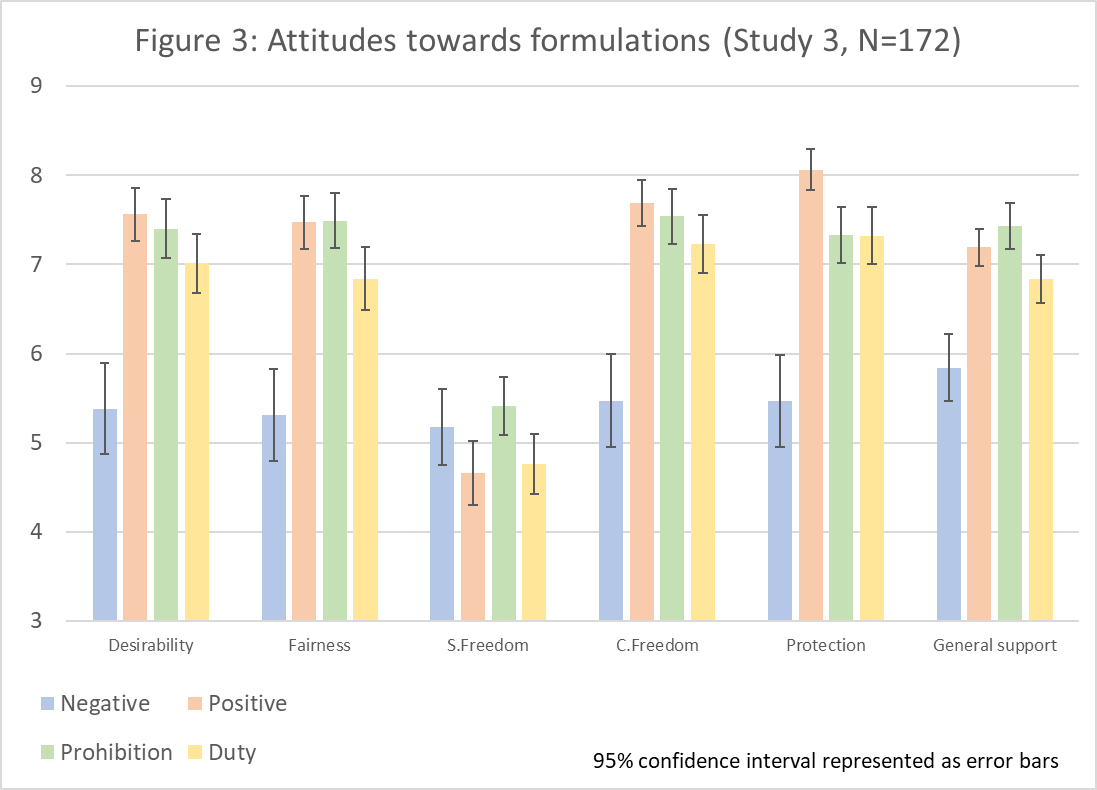 Figure 3: Attitudes towards formulations (Study 3, N=172)
9
8
7
6
5
4
3
Desirability Fairness S.Freedom C.Freedom Protection General support
Negative Positive
Prohibition Duty
95% confidence interval represented as error bars